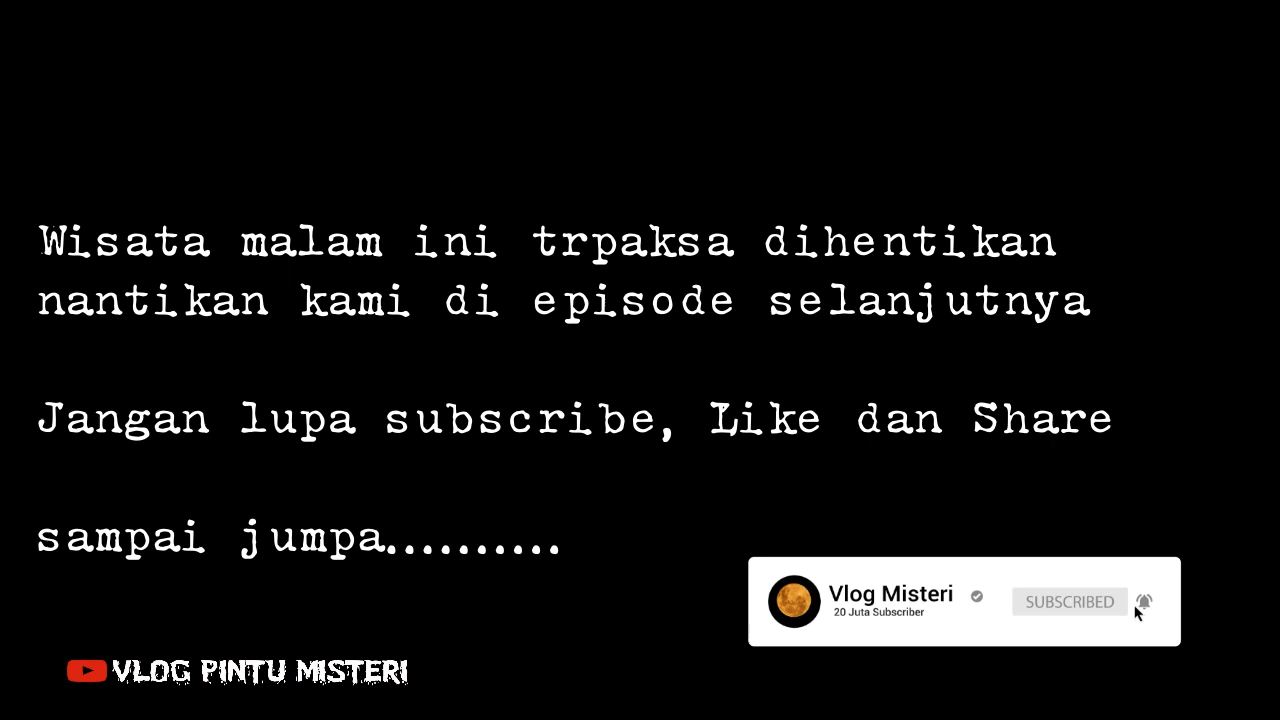 Wisata malam ini trpaksa dihentikan
nantikan kami di episode selanjutnya
Jangan lupa subscribe, Like dan Share
sampai jumpa..........
Vlog Misteri
20 Juta Subscriber
SUBSCRIBED
VLOG PINTU MISTERI